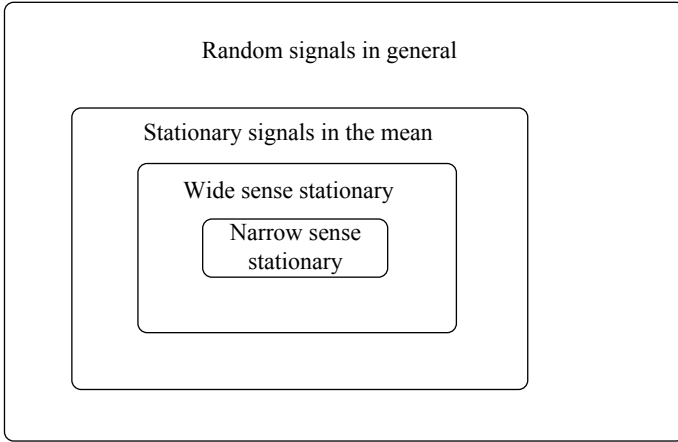 Random signals in general
Stationary signals in the mean
Wide sense stationary
Narrow sense
stationary